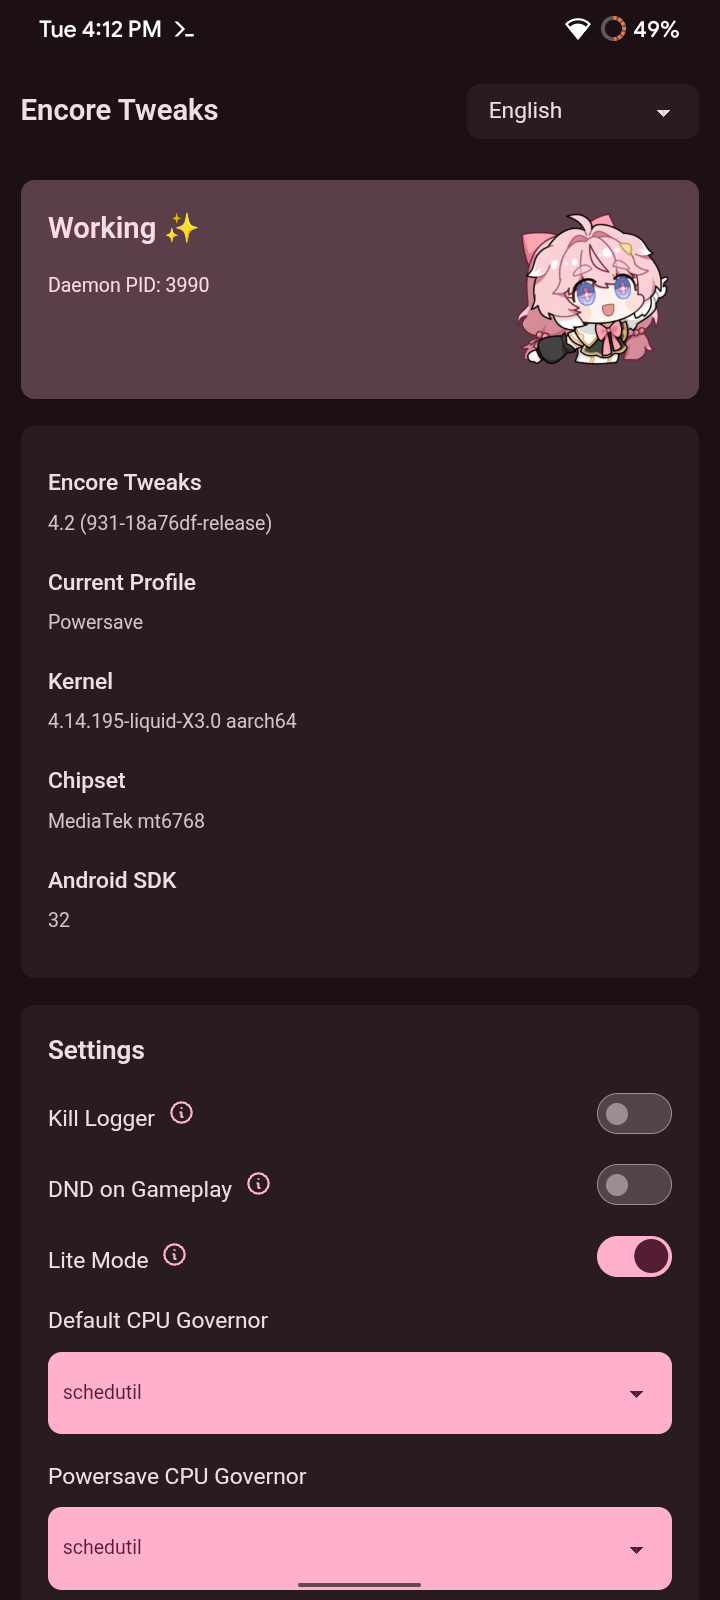 Tue 4:12 PM
49%
Encore Tweaks
English
Working ✨
Daemon PID: 3990
Encore Tweaks
4.2 (931-18a76df-release)
Current Profile
Powersave
Kernel
4.14.195-liquid-X3.0 aarch64
Chipset
MediaTek mt6768
Android SDK
32
Settings
Kill Logger
DND on Gameplay
Lite Mode
Default CPU Governor
schedutil
Powersave CPU Governor
schedutil